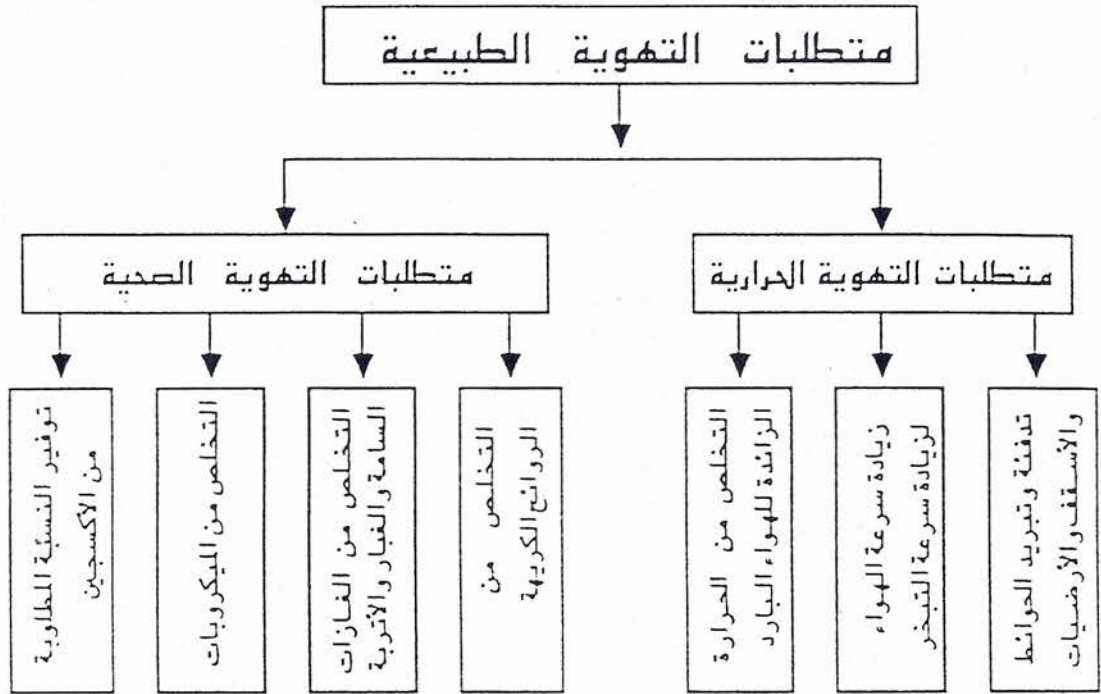 متطلبات التهوية الطبيعية
متطلبات التهوية الحرارية
متطلبات التهوية الصحية
تدفئة وتبريد الحوائط
والأسقف والأرضيات
زيادة سرعة الهواء
لزيادة سرعة التبخر
التخلص من الحرارة
الزائدة للهواء البارد
التخلص من
الروائح الكريهة
التخلص من الغازات
السامة والغبار والأتربة
التخلص من الميكروبات
توفير النسبة المطلوبة
من الاكسجين